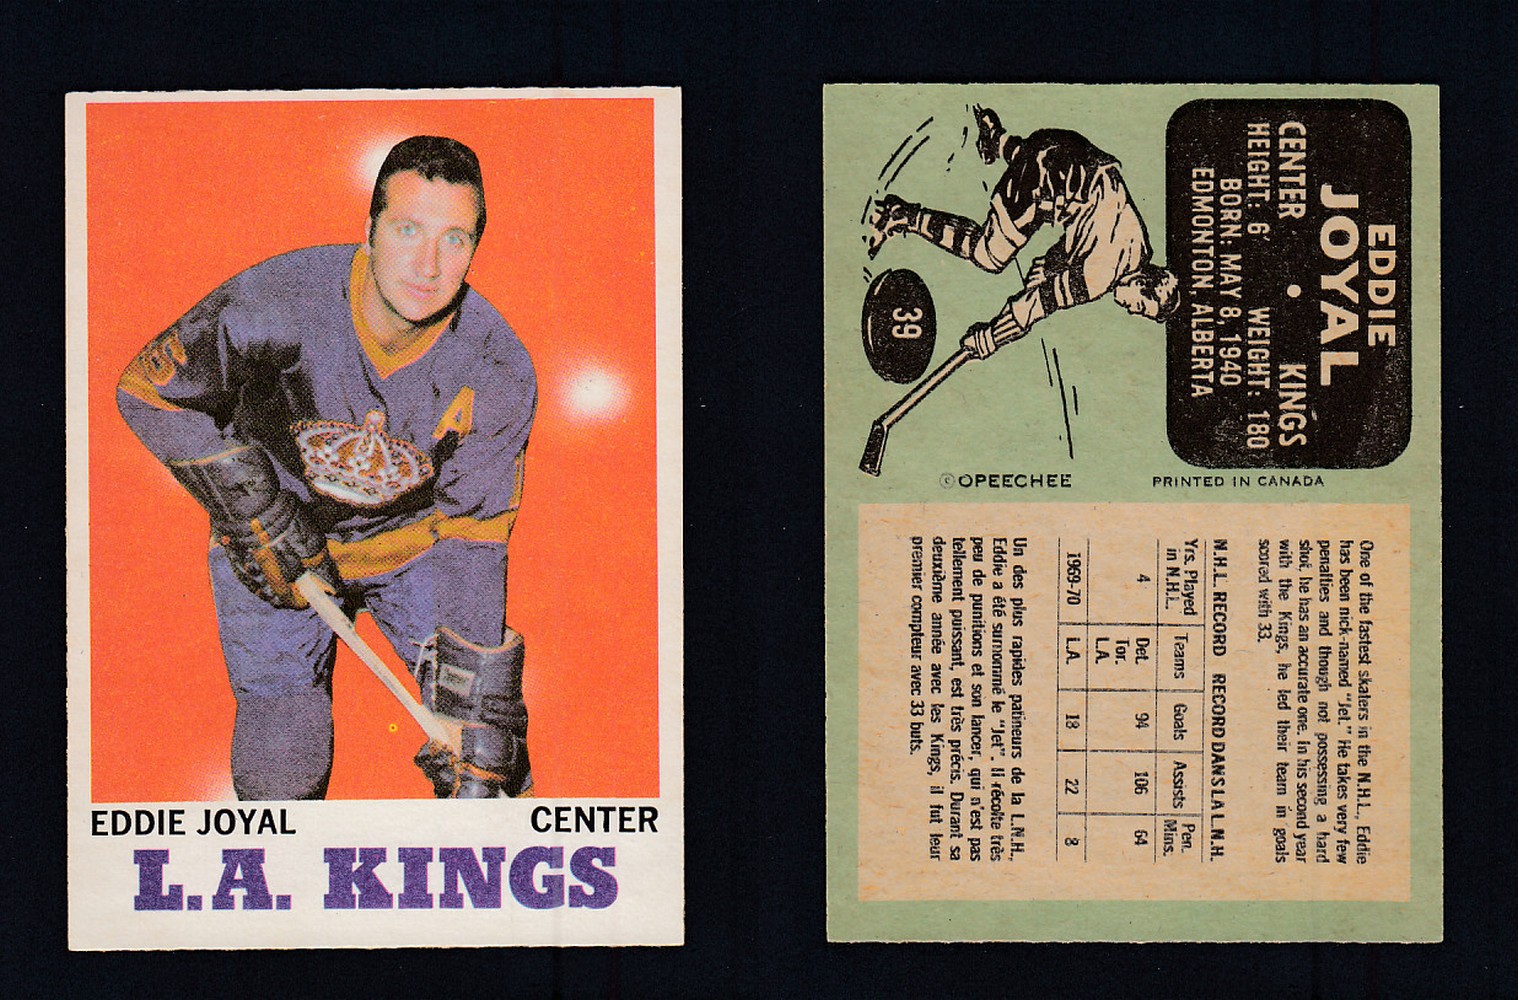 A
EDDIE JOYAL CENTER
L.A. KINGS
EDDIE
JOYAL
CENTER • KINGS
HEIGHT: 6' WEIGHT: 180
BORN: MAY 8, 1940
EDMONTON, ALBERTA
39
© OPEECHEE PRINTED IN CANADA
One of the fastest skaters in the N.H.L., Eddie
has been nick-named "Jet." He takes very few
penalties and though not possessing a hard
shot, he has an accurate one. In his second year
with the Kings, he led their team in goals
scored with 33.
N.H.L. RECORD RECORD DANS LA L.N.H.
Yrs. Played in N.H.L. Teams Goals Assists Pen. Mins.
4 Det. Tor. L.A. 94 106 64
1969-70 L.A. 18 22 8
Un des plus rapides patineurs de la L.N.H.,
Eddie a été surnommé le "Jet". Il récolte très
peu de punitions et son lancer, qui n'est pas
tellement puissant, est très précis. Durant sa
deuxième année avec les Kings, il fut leur
premier compteur avec 33 buts.